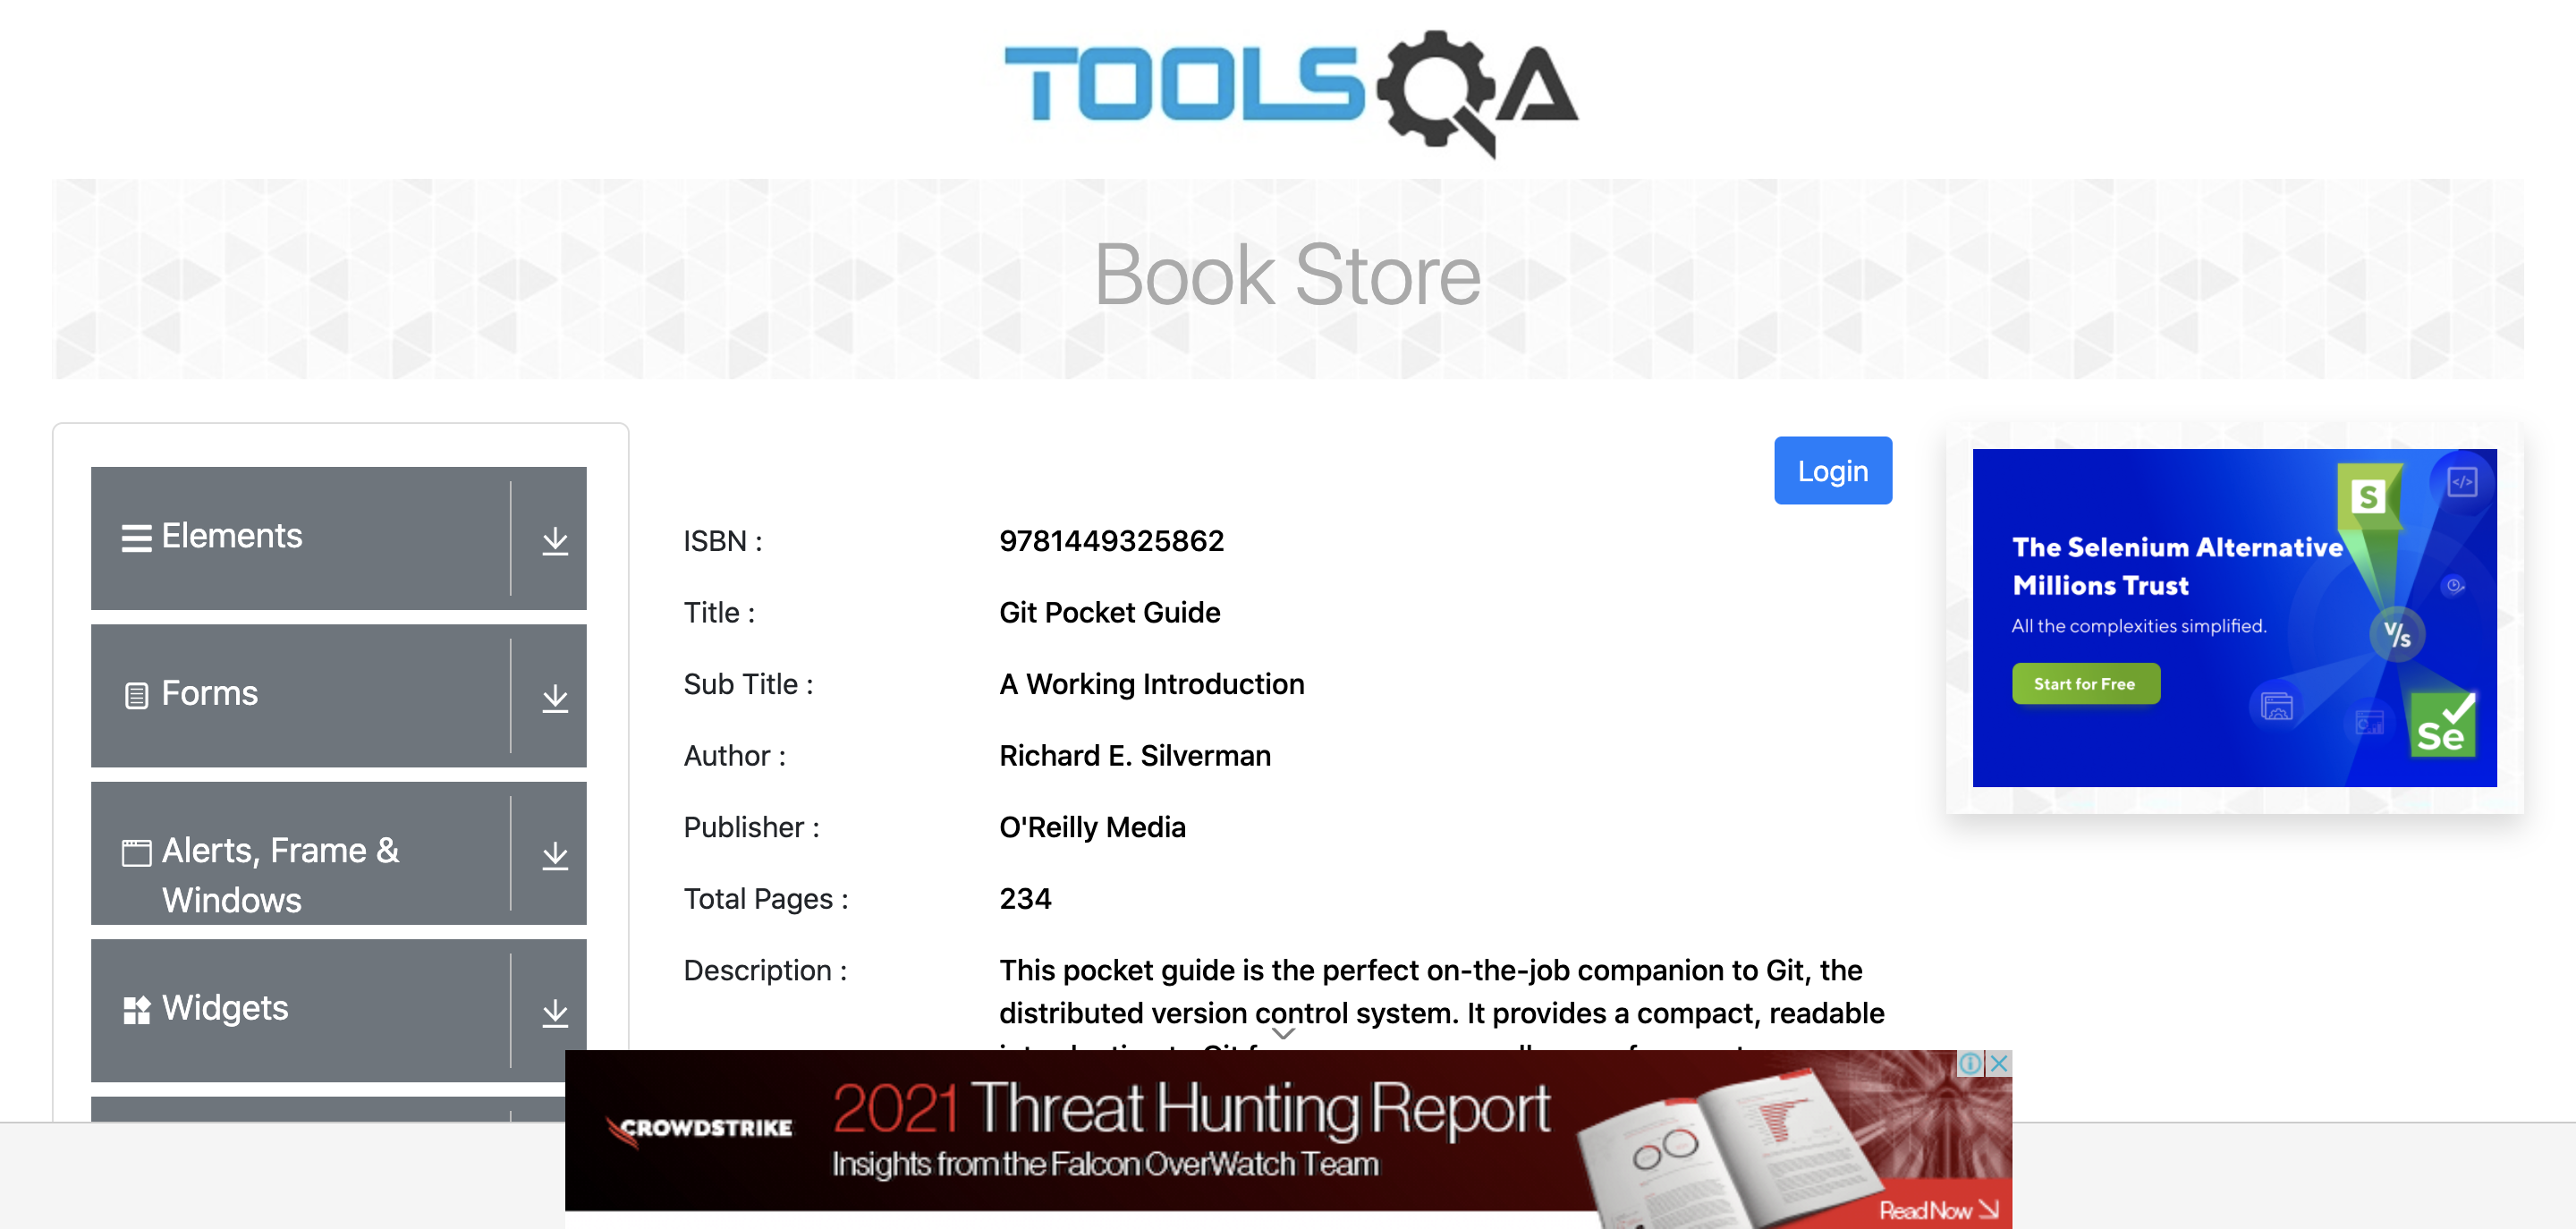 TOOLSQA
Book Store
Elements
Forms
Alerts, Frame &
Windows
Widgets
Login
ISBN : 9781449325862
Title : Git Pocket Guide
Sub Title : A Working Introduction
Author : Richard E. Silverman
Publisher : O'Reilly Media
Total Pages : 234
Description : This pocket guide is the perfect on-the-job companion to Git, the
distributed version control system. It provides a compact, readable
The Selenium Alternative
Millions Trust
All the complexities simplified.
Start for Free
S
</>
V/s
Se
CROWDSTRIKE
2021 Threat Hunting Report
Insights from the Falcon OverWatch Team
Read Now